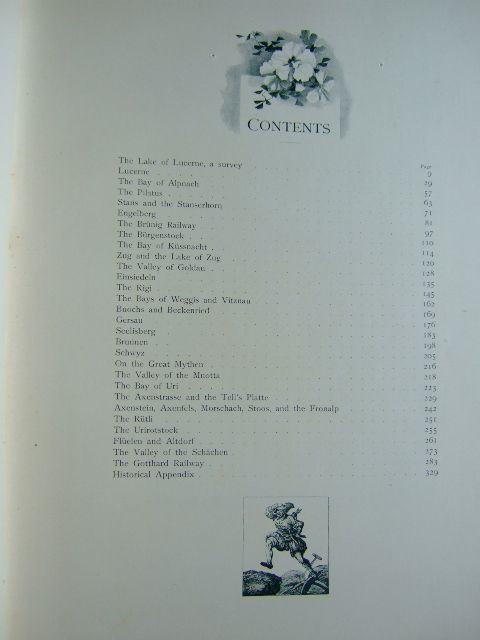 CONTENTS
Page
The Lake of Lucerne, a survey 9
Lucerne 29
The Bay of Alpnach 57
The Pilatus 63
Stans and the Stanserhorn 71
Engelberg 81
The Brünig Railway 97
The Bürgenstock 110
The Bay of Küssnacht 114
Zug and the Lake of Zug 120
The Valley of Goldau 128
Einsiedeln 135
The Rigi 145
The Bays of Weggis and Vitznau 162
Buochs and Beckenried 169
Gersau 176
Seelisberg 183
Brunnen 198
Schwyz 205
On the Great Mythen 216
The Valley of the Muotta 218
The Bay of Uri 223
The Axenstrasse and the Tell's Platte 229
Axenstein, Axenfels, Morschach, Stoos, and the Fronalp 242
The Rütli 251
The Urirotstock 255
Flüelen and Altdorf 261
The Valley of the Schächen 273
The Gotthard Railway 283
Historical Appendix 329